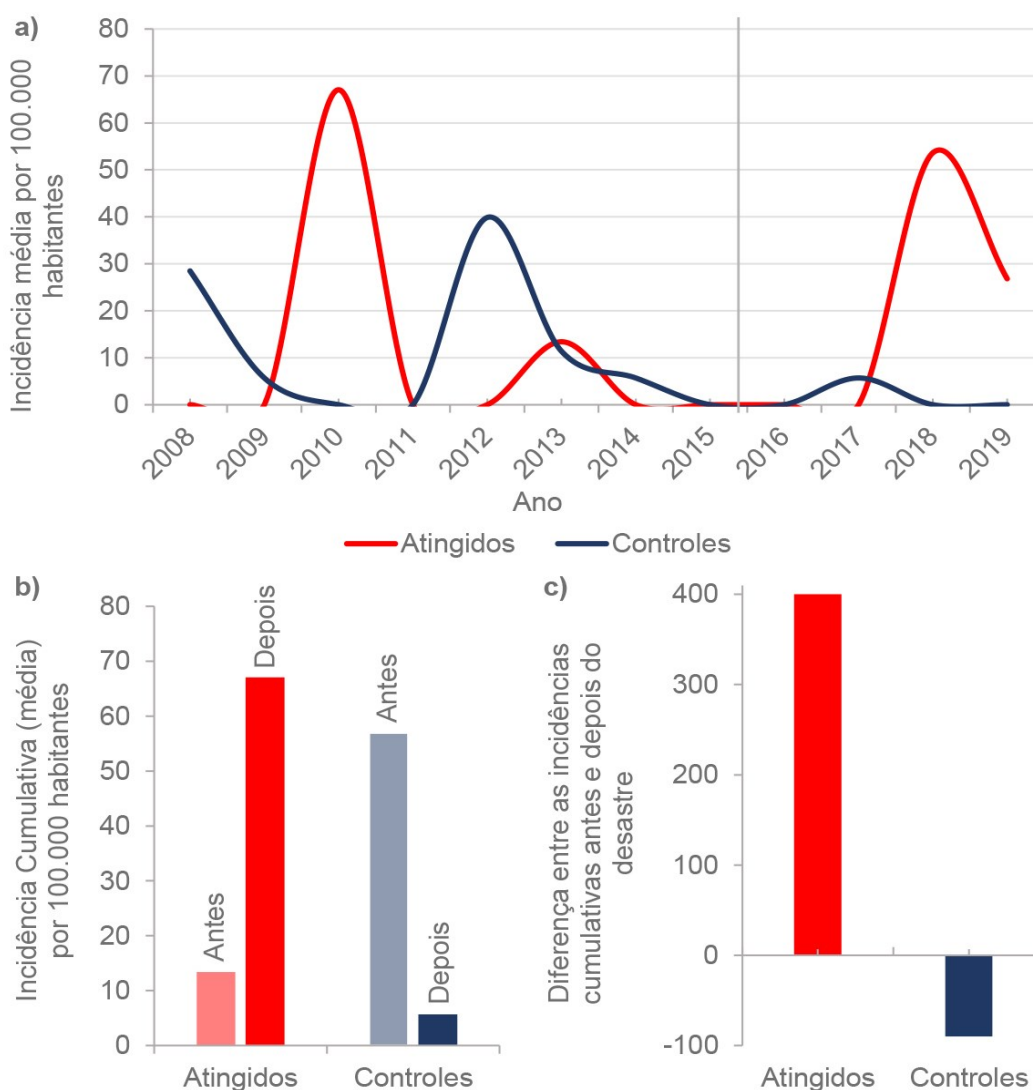 a)
Incidência média por 100.000
habitantes
80
70
60
50
40
30
20
10
0
2008
2009
2010
2011
2012
2013
2014
2015
2016
2017
2018
2019
Ano
Atingidos
Controles
b)
Incidência Cumulativa (média)
por 100.000 habitantes
80
70
60
50
40
30
20
10
0
Antes
Depois
Antes
Depois
Atingidos
Controles
c)
Diferença entre as incidências
cumulativas antes e depois do
desastre
400
300
200
100
0
-100
Atingidos
Controles